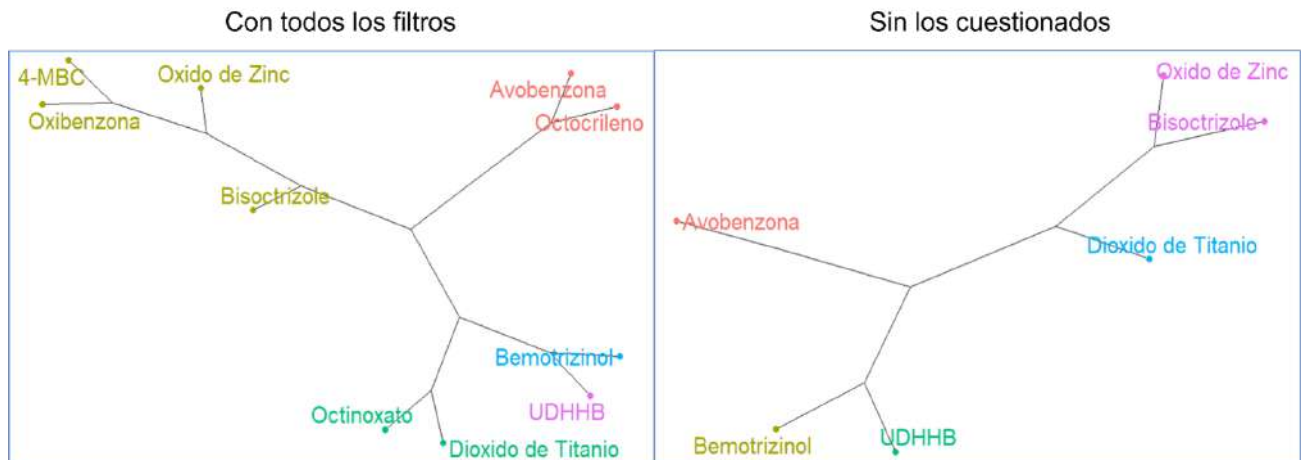 Con todos los filtros
4-MBC
Oxido de Zinc
Avobenzona
Oxibenzona
Octocrileno
Bisoctrizole
Bemotrizinol
UDHHB
Octinoxato
Dioxido de Titanio
Sin los cuestionados
Oxido de Zinc
Bisoctrizole
Avobenzona
Dioxido de Titanio
Bemotrizinol
UDHHB